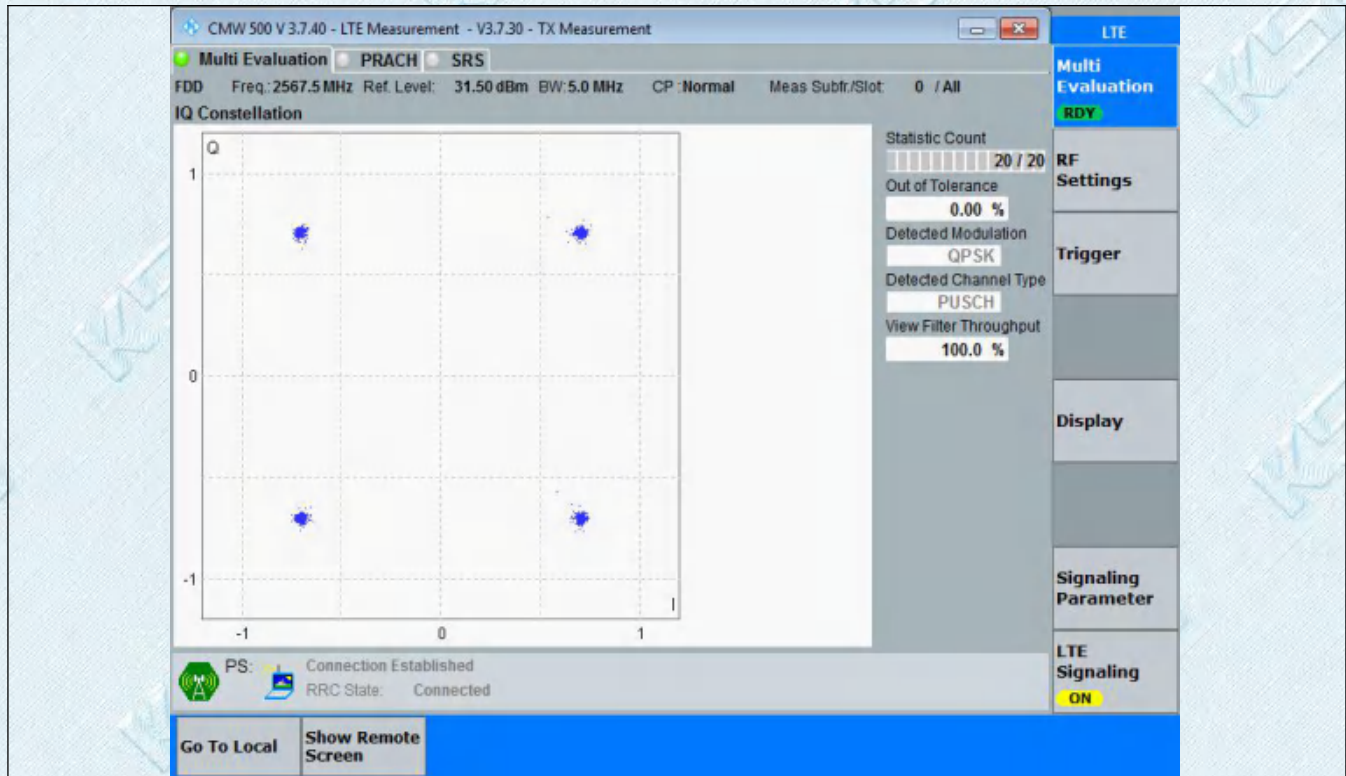 CMW 500 V 3.7.40 - LTE Measurement - V3.7.30 - TX Measurement
LTE
Multi Evaluation PRACH SRS
FDD Freq.: 2567.5 MHz Ref. Level: 31.50 dBm BW: 5.0 MHz CP : Normal Meas Subfr./Slot: 0 / All
IQ Constellation
Q
1
0
-1
I
-1 0 1
Statistic Count
20 / 20
Out of Tolerance
0.00 %
Detected Modulation
QPSK
Detected Channel Type
PUSCH
View Filter Throughput
100.0 %
Multi
Evaluation
RDY
RF
Settings
Trigger
Display
Signaling
Parameter
LTE
Signaling
ON
PS: Connection Established
RRC State: Connected
Go To Local
Show Remote
Screen